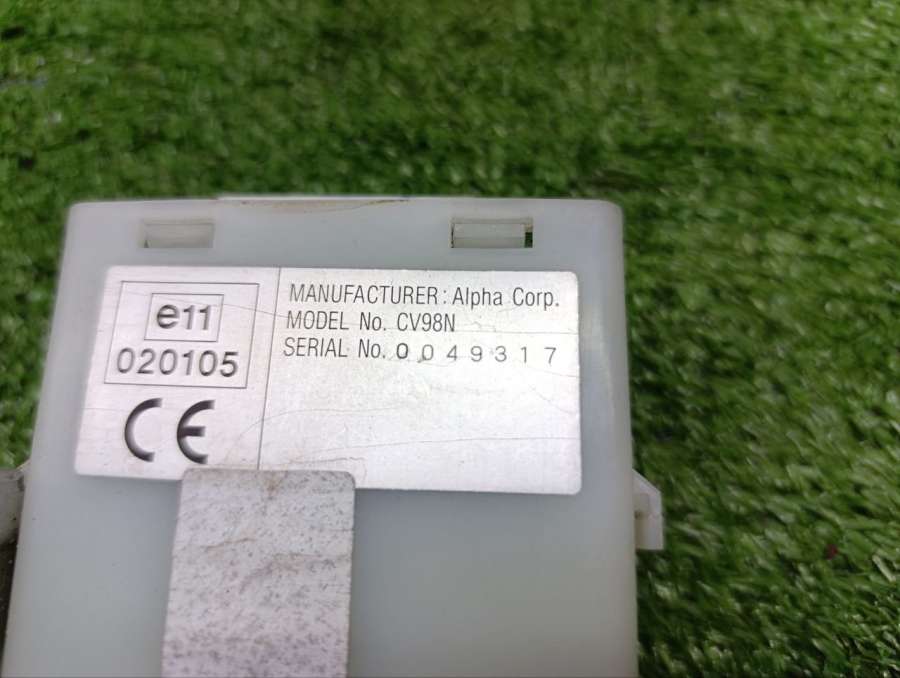 e11
020105
CE
MANUFACTURER: Alpha Corp.
MODEL No. CV98N
SERIAL No. 0049317